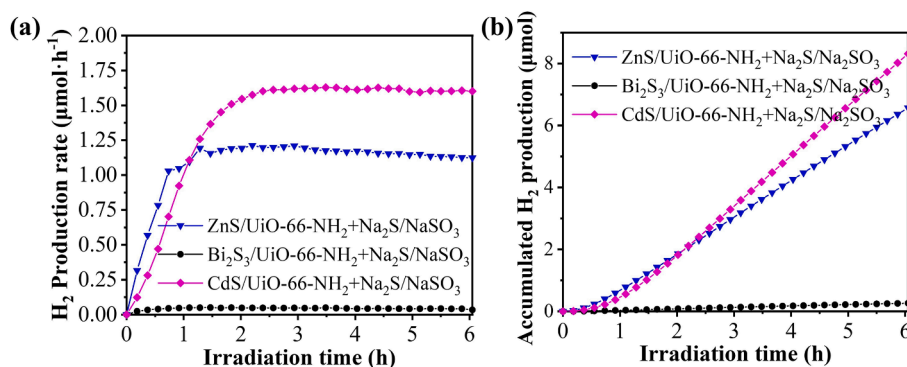 (a)
H₂ Production rate (μmol·h⁻¹)
2.00
1.75
1.50
1.25
1.00
0.75
0.50
0.25
0.00
ZnS/UiO-66-NH₂+Na₂S/NaSO₃
Bi₂S₃/UiO-66-NH₂+Na₂S/NaSO₃
CdS/UiO-66-NH₂+Na₂S/NaSO₃
0 1 2 3 4 5 6
Irradiation time (h)
(b)
Accumulated H₂ production (μmol)
8
6
4
2
0
ZnS/UiO-66-NH₂+Na₂S/Na₂SO₃
Bi₂S₃/UiO-66-NH₂+Na₂S/Na₂SO₃
CdS/UiO-66-NH₂+Na₂S/Na₂SO₃
0 1 2 3 4 5 6
Irradiation time (h)